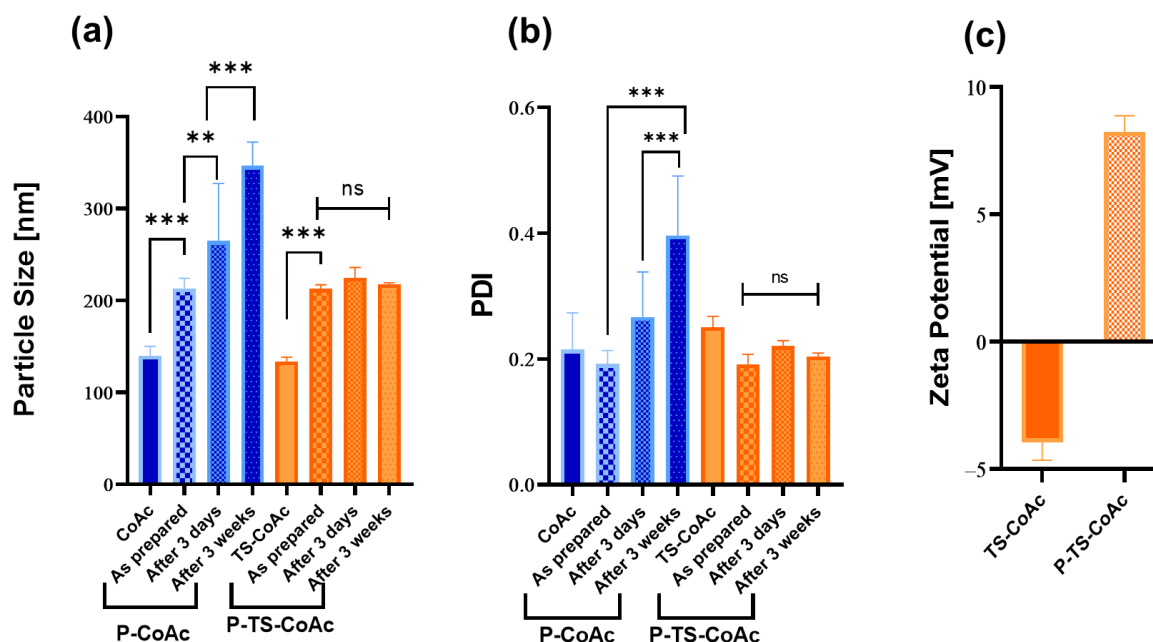 (a)
Particle Size [nm]
400
300
200
100
0
***
**
***
***
ns
CoAc
As prepared
After 3 days
After 3 weeks
TS-CoAc
As prepared
After 3 days
After 3 weeks
P-CoAc
P-TS-CoAc
(b)
PDI
0.6
0.4
0.2
0.0
***
***
ns
CoAc
As prepared
After 3 days
After 3 weeks
TS-CoAc
As prepared
After 3 days
After 3 weeks
P-CoAc
P-TS-CoAc
(c)
Zeta Potential [mV]
10
5
0
–5
TS-CoAc
P-TS-CoAc